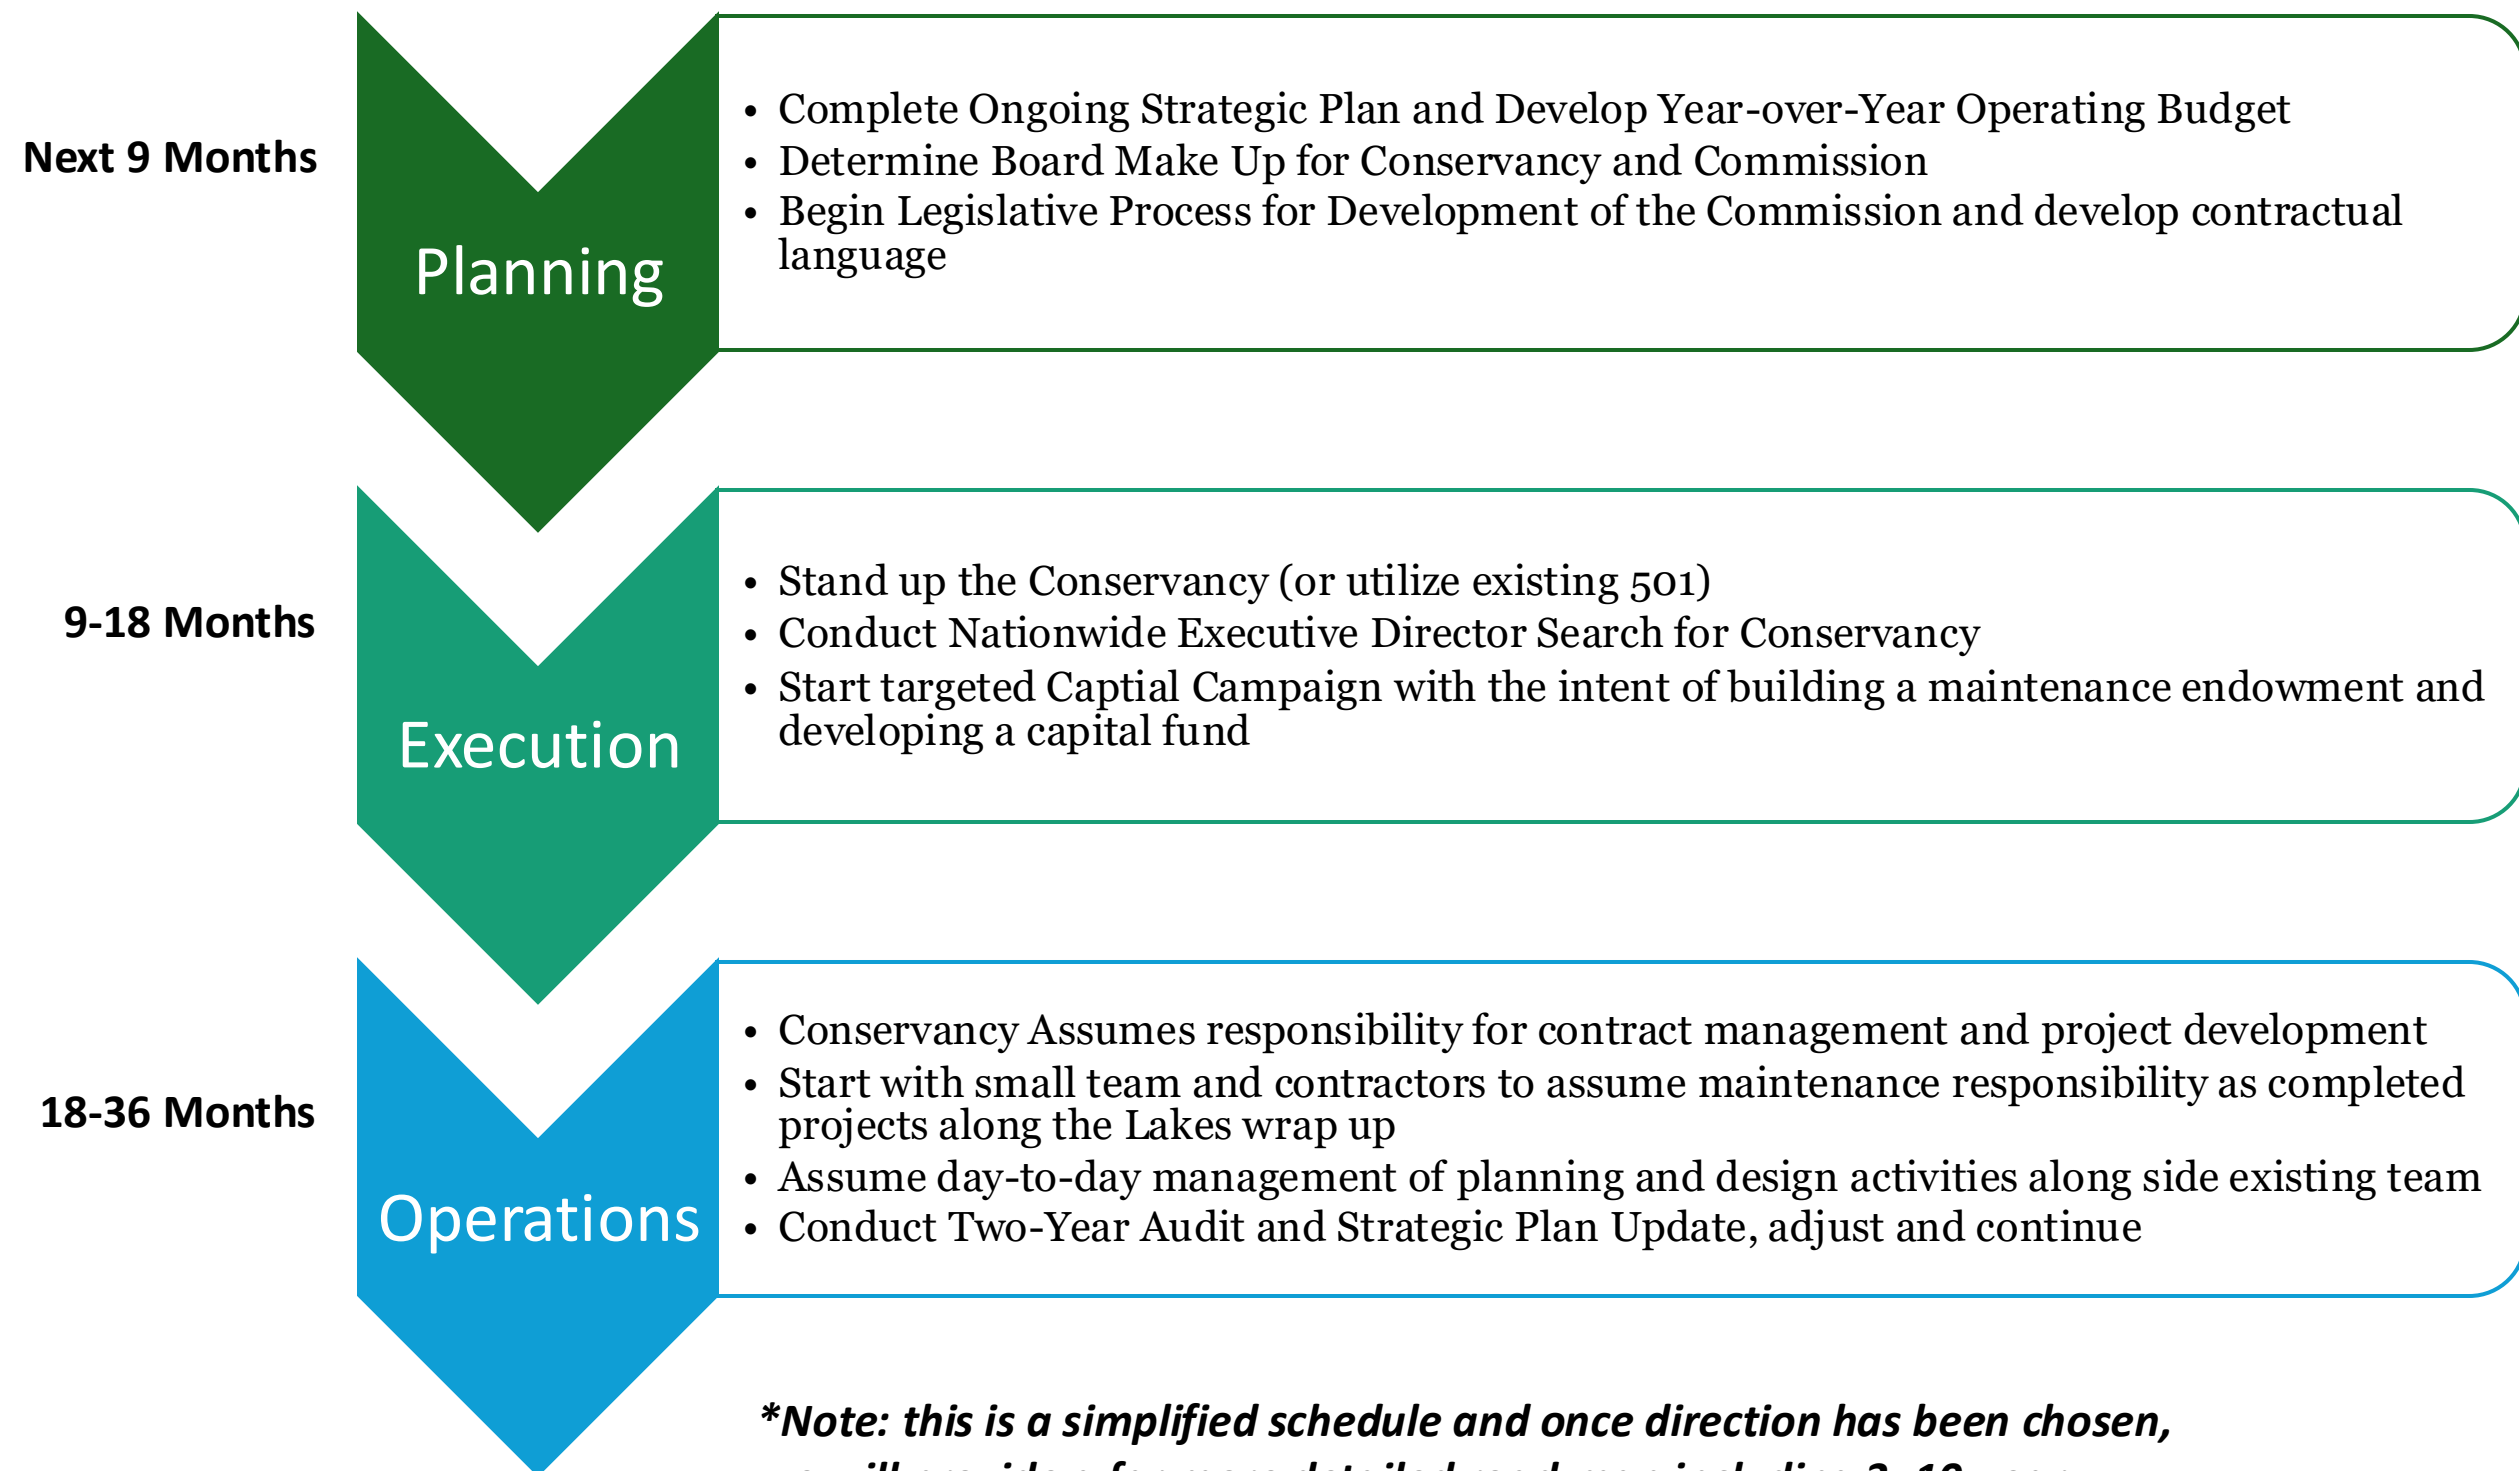 Next 9 Months
Planning
• Complete Ongoing Strategic Plan and Develop Year-over-Year Operating Budget
• Determine Board Make Up for Conservancy and Commission
• Begin Legislative Process for Development of the Commission and develop contractual
language
9-18 Months
Execution
• Stand up the Conservancy (or utilize existing 501)
• Conduct Nationwide Executive Director Search for Conservancy
• Start targeted Captial Campaign with the intent of building a maintenance endowment and
developing a capital fund
18-36 Months
Operations
• Conservancy Assumes responsibility for contract management and project development
• Start with small team and contractors to assume maintenance responsibility as completed
projects along the Lakes wrap up
• Assume day-to-day management of planning and design activities along side existing team
• Conduct Two-Year Audit and Strategic Plan Update, adjust and continue
*Note: this is a simplified schedule and once direction has been chosen,